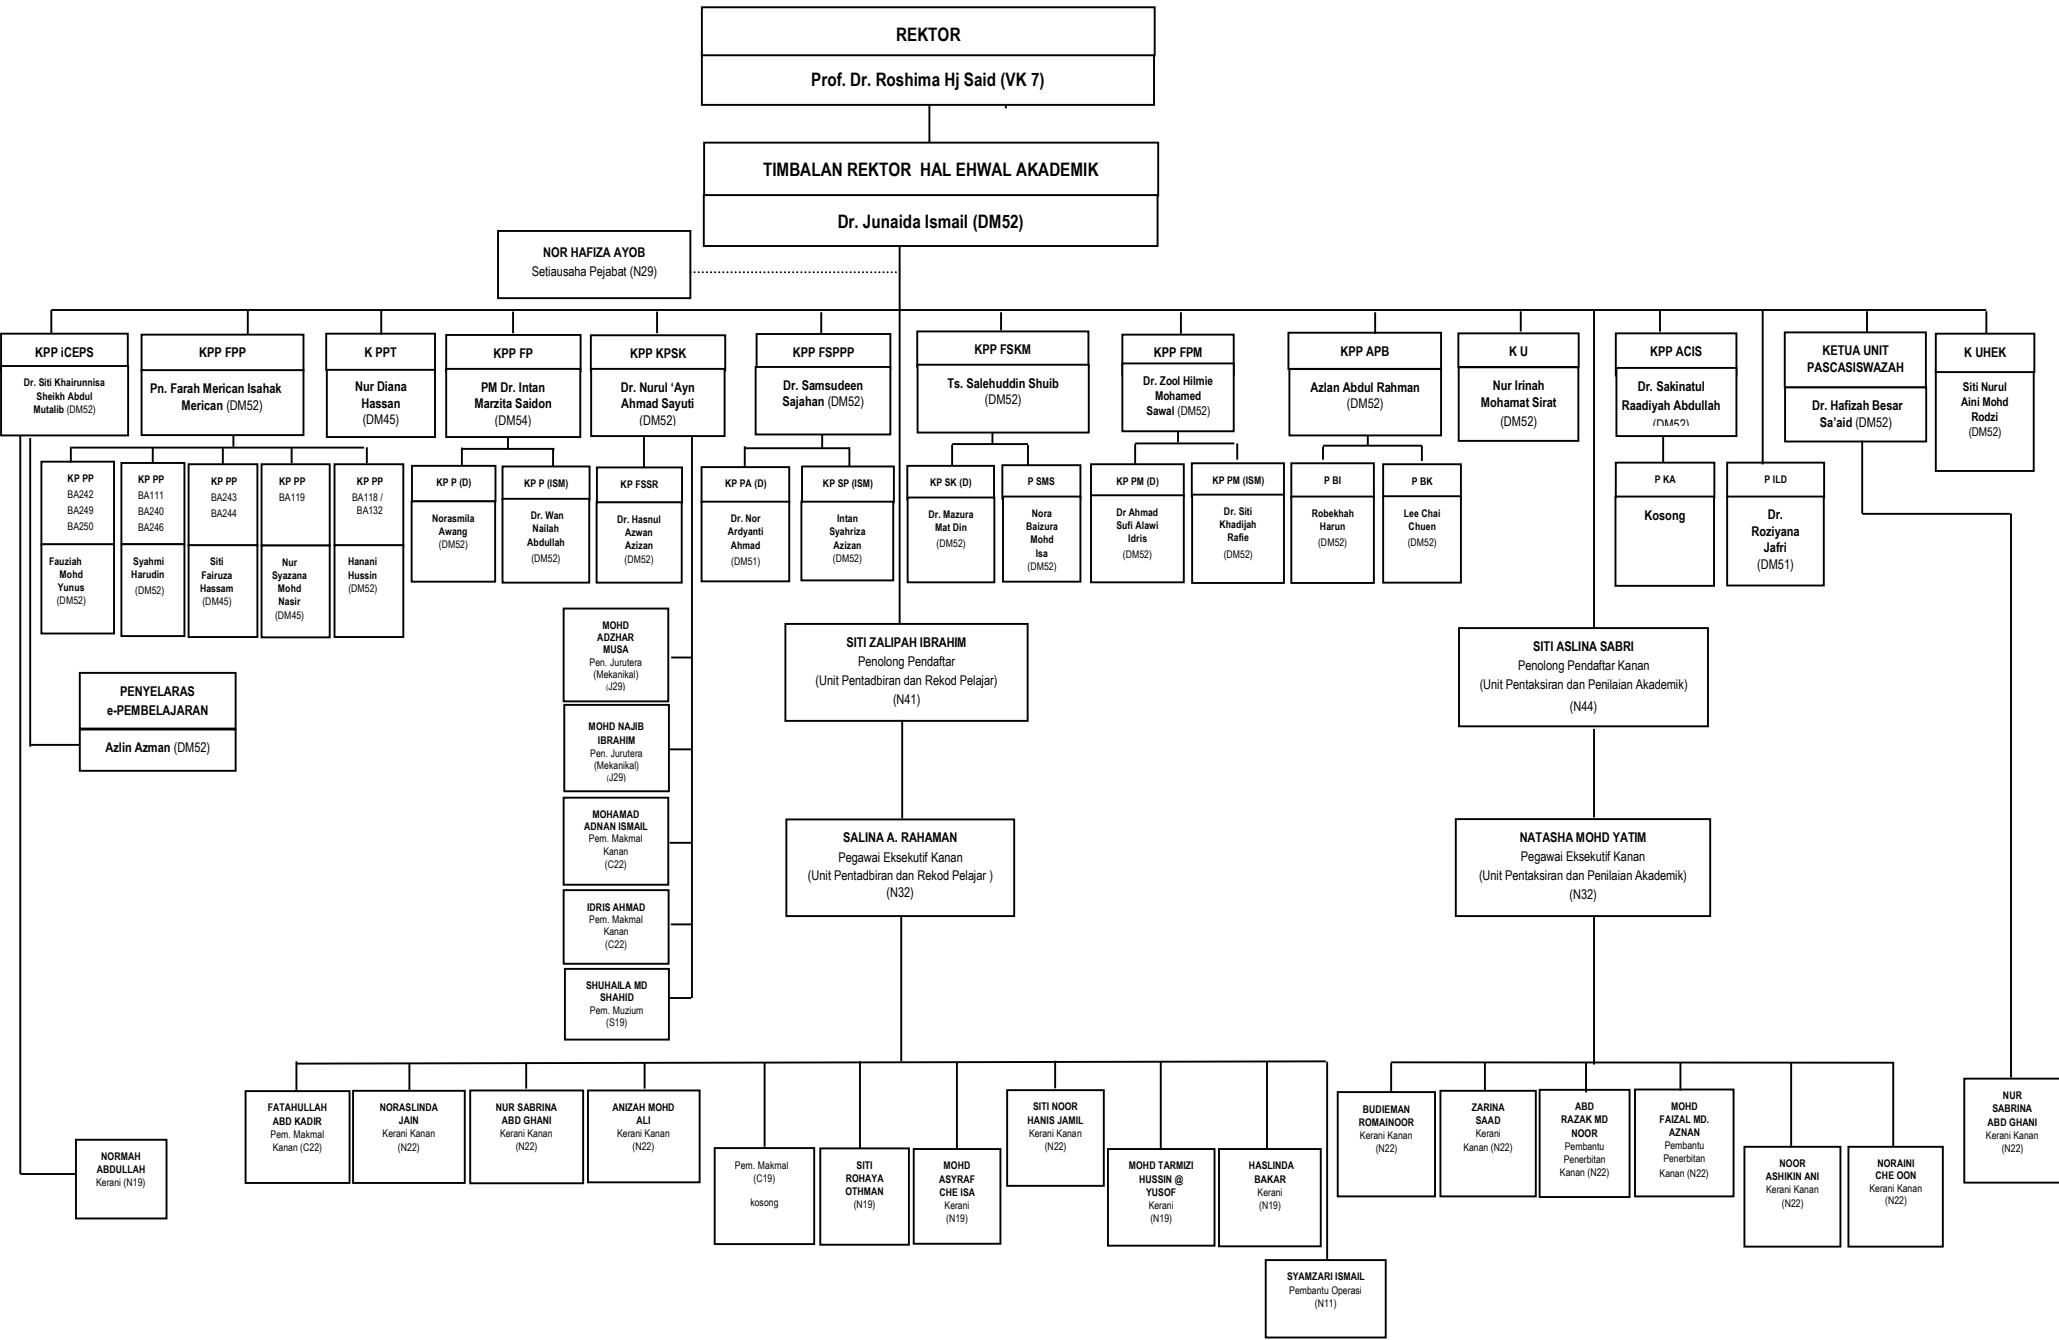 REKTOR
Prof. Dr. Roshima Hj Said (VK 7)
TIMBALAN REKTOR HAL EHWAL AKADEMIK
Dr. Junaida Ismail (DM52)
NOR HAFIZA AYOB
Setiausaha Pejabat (N29)
KPP iCEPS
Dr. Siti Khairunnisa
Sheikh Abdul
Mutalib (DM52)
KPP FPP
Pn. Farah Merican Isahak
Merican (DM52)
K PPT
Nur Diana
Hassan
(DM45)
KPP FP
PM Dr. Intan
Marzita Saidon
(DM54)
KPP KPSK
Dr. Nurul ‘Ayn
Ahmad Sayuti
(DM52)
KPP FSPPP
Dr. Samsudeen
Sajahan (DM52)
KPP FSKM
Ts. Salehuddin Shuib
(DM52)
KPP FPM
Dr. Zool Hilmie
Mohamed
Sawal (DM52)
KPP APB
Azlan Abdul Rahman
(DM52)
K U
Nur Irinah
Mohamat Sirat
(DM52)
KPP ACIS
Dr. Sakinatul
Raadiyah Abdullah
(DM52)
KETUA UNIT
PASCASISWAZAH
Dr. Hafizah Besar
Sa’aid (DM52)
K UHEK
Siti Nurul
Aini Mohd
Rodzi
(DM52)
KP PP
BA242
BA249
BA250
Fauziah
Mohd
Yunus
(DM52)
KP PP
BA111
BA240
BA246
Syahmi
Harudin
(DM52)
KP PP
BA243
BA244
Siti
Fairuza
Hassam
(DM45)
KP PP
BA119
Nur
Syazana
Mohd
Nasir
(DM45)
KP PP
BA118 /
BA132
Hanani
Hussin
(DM52)
KP P (D)
Norasmila
Awang
(DM52)
KP P (ISM)
Dr. Wan
Nailah
Abdullah
(DM52)
KP FSSR
Dr. Hasnul
Azwan
Azizan
(DM52)
KP PA (D)
Dr. Nor
Ardyanti
Ahmad
(DM51)
KP SP (ISM)
Intan
Syahriza
Azizan
(DM52)
KP SK (D)
Dr. Mazura
Mat Din
(DM52)
P SMS
Nora
Baizura
Mohd
Isa
(DM52)
KP PM (D)
Dr Ahmad
Sufi Alawi
Idris
(DM52)
KP PM (ISM)
Dr. Siti
Khadijah
Rafie
(DM52)
P BI
Robekhah
Harun
(DM52)
P BK
Lee Chai
Chuen
(DM52)
P KA
Kosong
P ILD
Dr.
Roziyana
Jafri
(DM51)
MOHD
ADZHAR
MUSA
Pen. Jurutera
(Mekanikal)
(J29)
MOHD NAJIB
IBRAHIM
Pen. Jurutera
(Mekanikal)
(J29)
MOHAMAD
ADNAN ISMAIL
Pem. Makmal
Kanan
(C22)
IDRIS AHMAD
Pem. Makmal
Kanan
(C22)
SHUHAILA MD
SHAHID
Pem. Muzium
(S19)
PENYELARAS
e-PEMBELAJARAN
Azlin Azman (DM52)
SITI ZALIPAH IBRAHIM
Penolong Pendaftar
(Unit Pentadbiran dan Rekod Pelajar)
(N41)
SITI ASLINA SABRI
Penolong Pendaftar Kanan
(Unit Pentaksiran dan Penilaian Akademik)
(N44)
SALINA A. RAHAMAN
Pegawai Eksekutif Kanan
(Unit Pentadbiran dan Rekod Pelajar )
(N32)
NATASHA MOHD YATIM
Pegawai Eksekutif Kanan
(Unit Pentaksiran dan Penilaian Akademik)
(N32)
NORMAH
ABDULLAH
Kerani (N19)
FATAHULLAH
ABD KADIR
Pem. Makmal
Kanan (C22)
NORASLINDA
JAIN
Kerani Kanan
(N22)
NUR SABRINA
ABD GHANI
Kerani Kanan
(N22)
ANIZAH MOHD
ALI
Kerani Kanan
(N22)
Pem. Makmal
(C19)
kosong
SITI
ROHAYA
OTHMAN
(N19)
MOHD
ASYRAF
CHE ISA
Kerani
(N19)
SITI NOOR
HANIS JAMIL
Kerani Kanan
(N22)
MOHD TARMIZI
HUSSIN @
YUSOF
Kerani
(N19)
HASLINDA
BAKAR
Kerani
(N19)
SYAMZARI ISMAIL
Pembantu Operasi
(N11)
BUDIEMAN
ROMAINOOR
Kerani Kanan
(N22)
ZARINA
SAAD
Kerani
Kanan (N22)
ABD
RAZAK MD
NOOR
Pembantu
Penerbitan
Kanan (N22)
MOHD
FAIZAL MD.
AZNAN
Pembantu
Penerbitan
Kanan (N22)
NOOR
ASHIKIN ANI
Kerani Kanan
(N22)
NORAINI
CHE OON
Kerani Kanan
(N22)
NUR
SABRINA
ABD GHANI
Kerani Kanan
(N22)